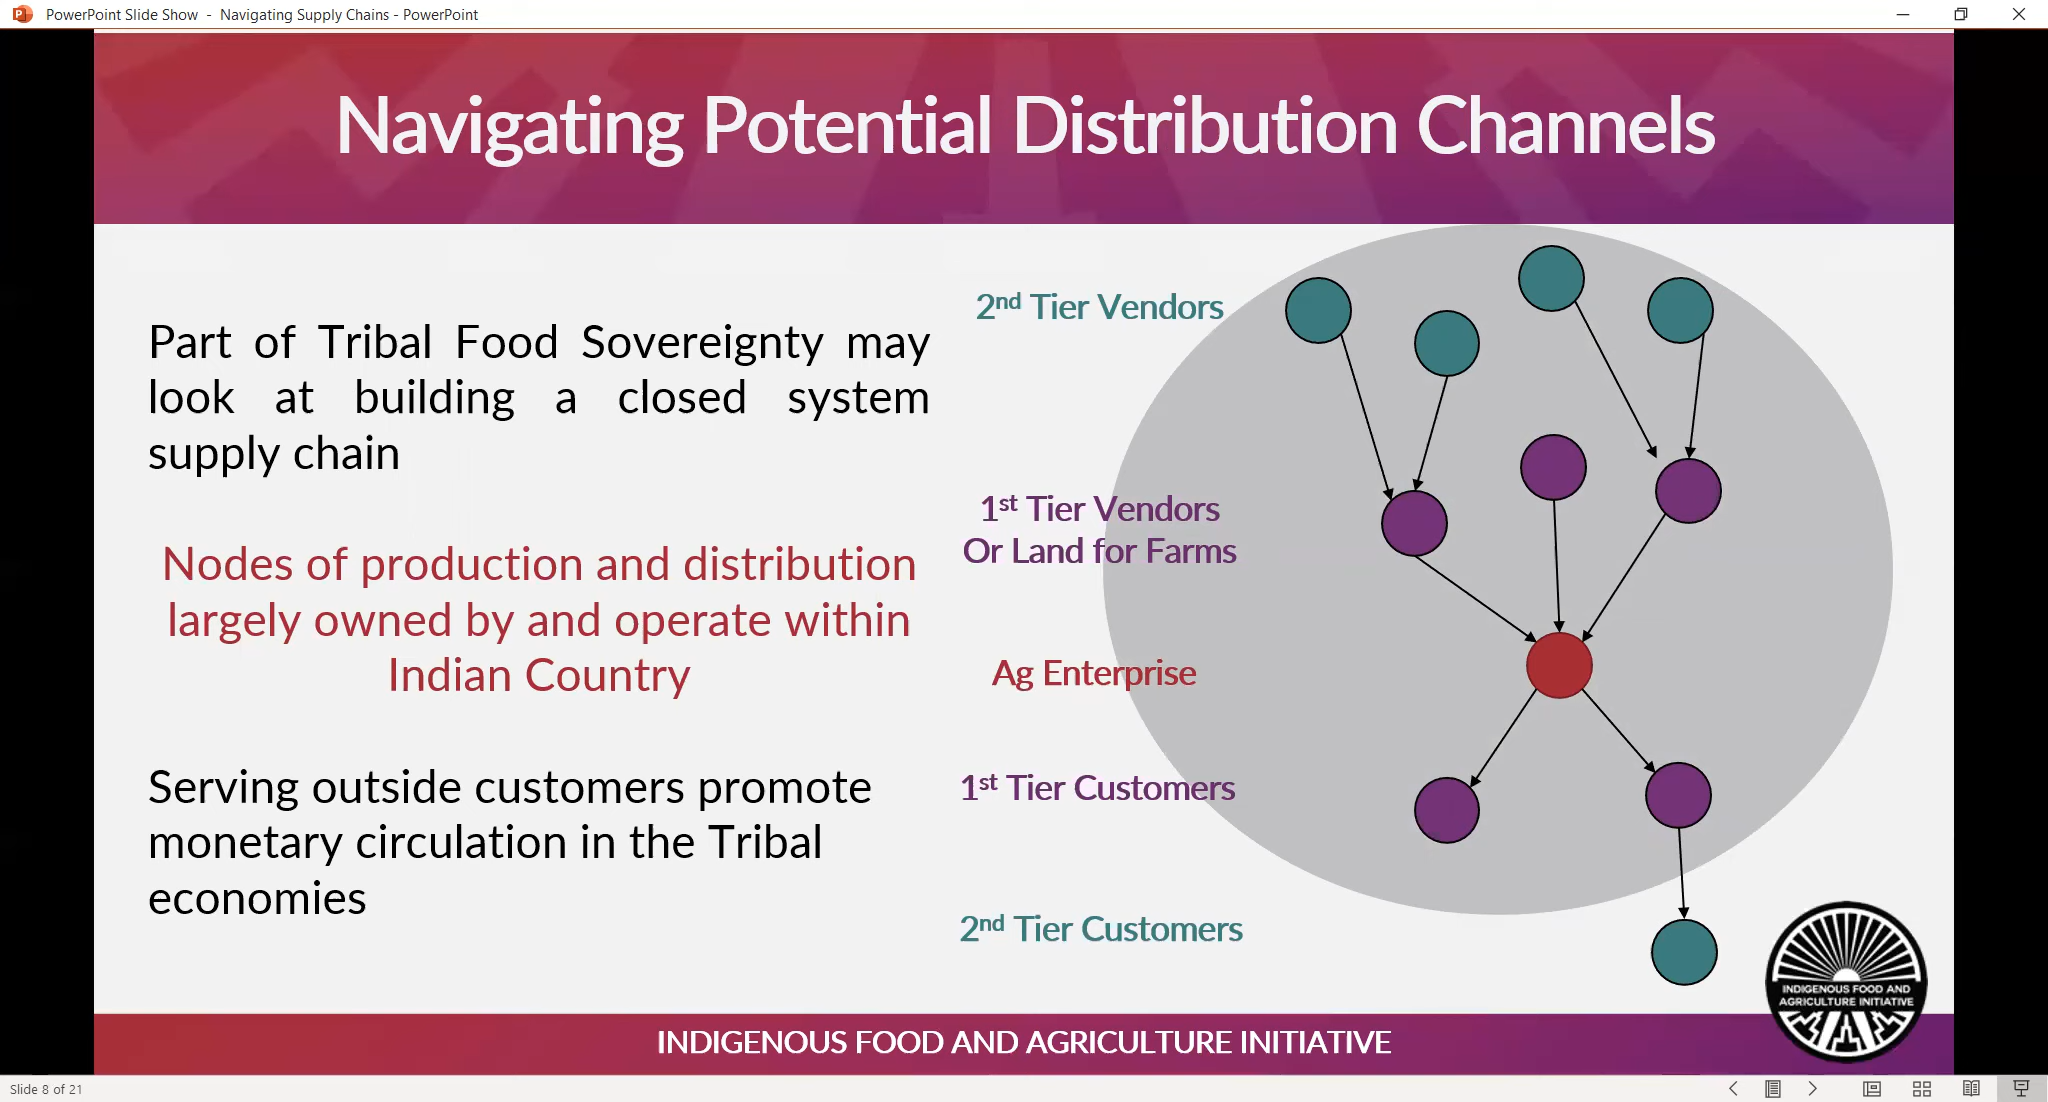 PowerPoint Slide Show - Navigating Supply Chains - PowerPoint
Navigating Potential Distribution Channels
Part of Tribal Food Sovereignty may
look at building a closed system
supply chain
Nodes of production and distribution
largely owned by and operate within
Indian Country
Serving outside customers promote
monetary circulation in the Tribal
economies
2nd Tier Vendors
1st Tier Vendors
Or Land for Farms
Ag Enterprise
1st Tier Customers
2nd Tier Customers
INDIGENOUS FOOD AND
AGRICULTURE INITIATIVE
INDIGENOUS FOOD AND AGRICULTURE INITIATIVE
Slide 8 of 21